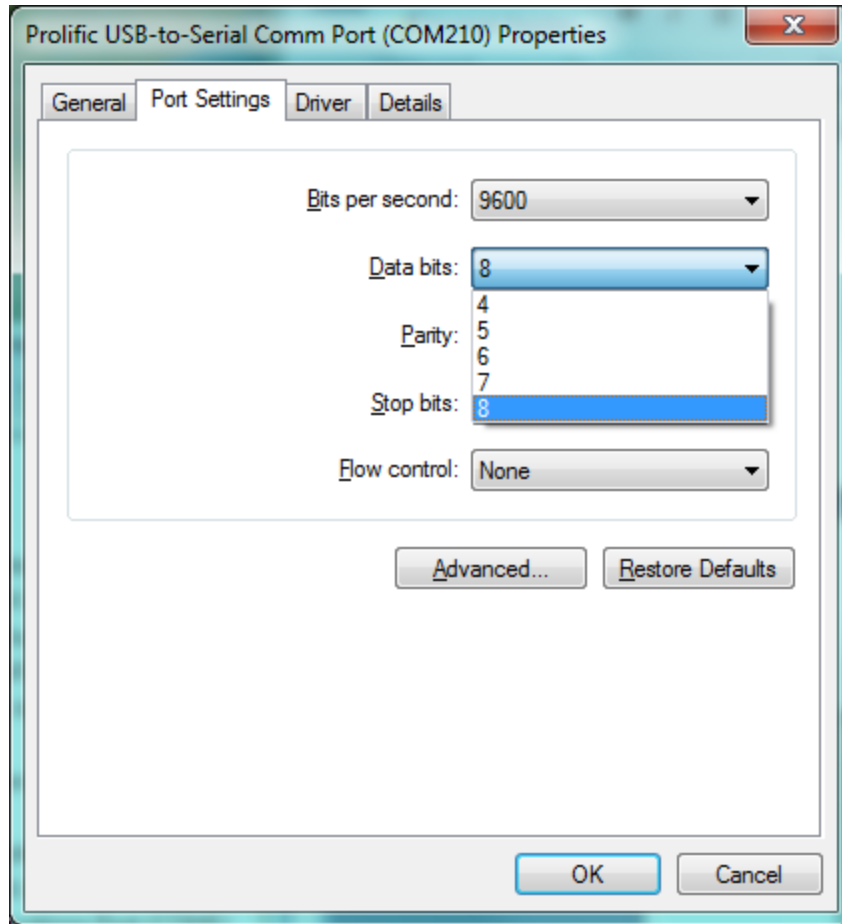 Prolific USB-to-Serial Comm Port (COM210) Properties
General Port Settings Driver Details
Bits per second: 9600
Data bits: 8
4
5
Parity:
6
7
Stop bits:
8
Flow control: None
Advanced... Restore Defaults
OK Cancel